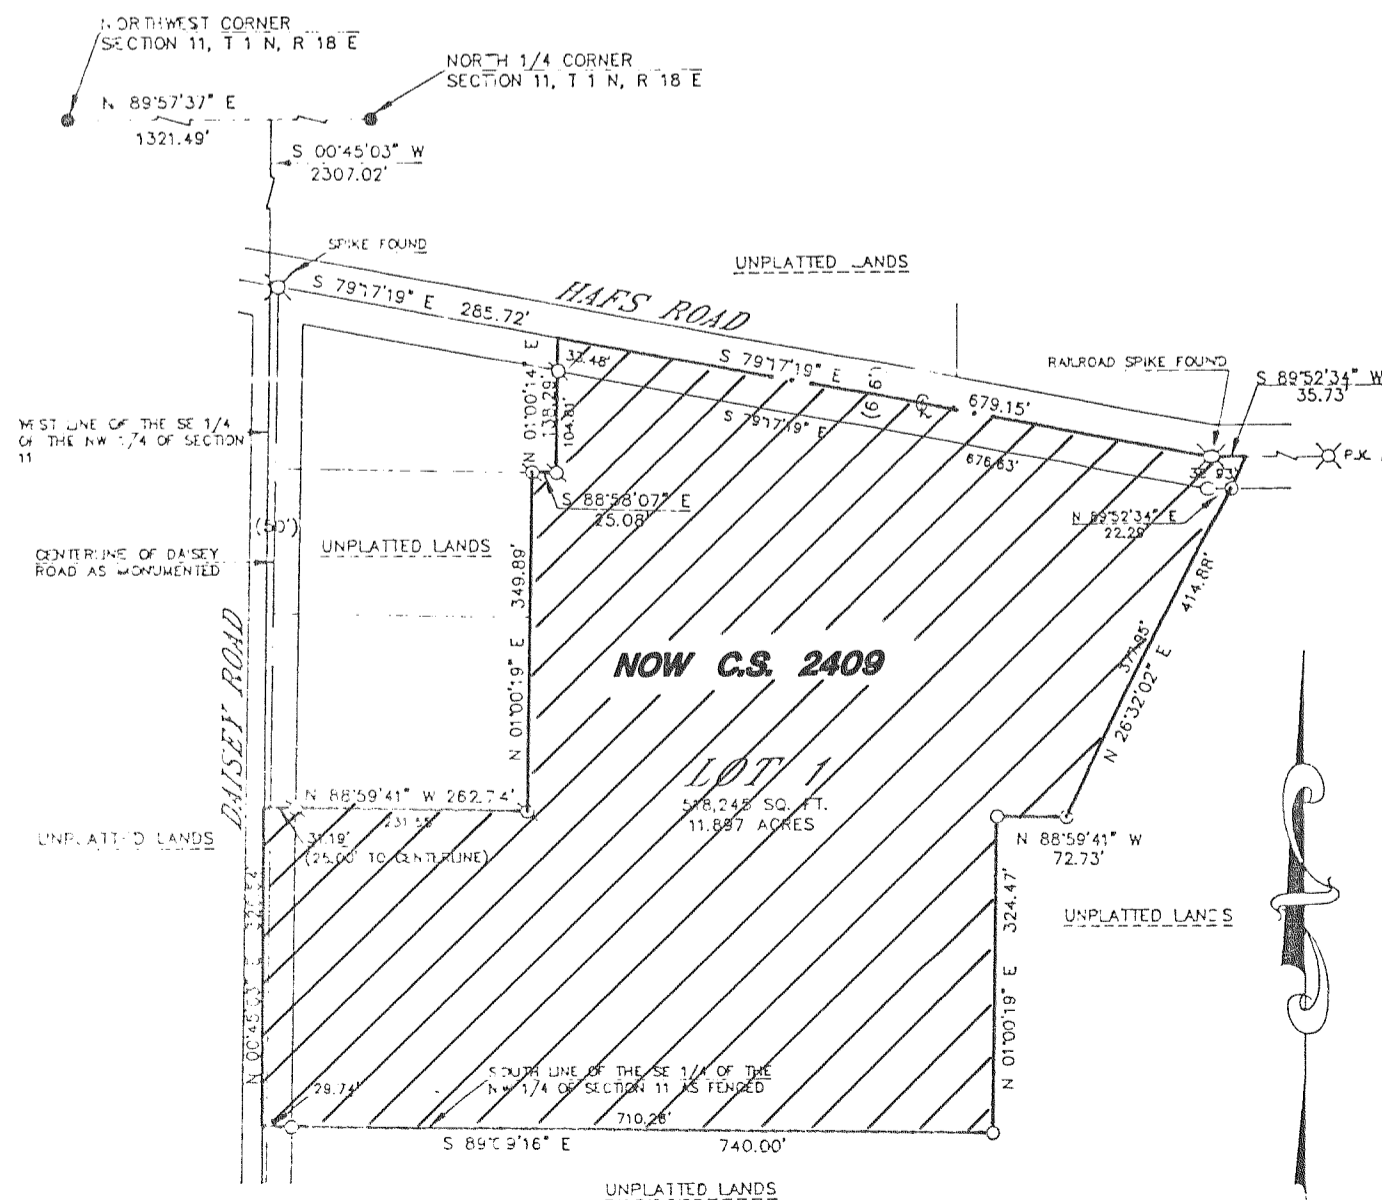 NORTHWEST CORNER
SECTION 11, T 1 N, R 18 E
NORTH 1/4 CORNER
SECTION 11, T 1 N, R 18 E
N 89°57'37" E
1321.49'
S 00°45'03" W
2307.02'
SPIKE FOUND
UNPLATTED LANDS
S 79°17'19" E 285.72'
HAFS ROAD
S 79°17'19" E
679.15'
RAILROAD SPIKE FOUND
S 89°52'34" W
35.73'
P.K.
N 01°00'14" E
138.29'
104.81'
S 79°17'19" E
676.63'
WEST LINE OF THE SE 1/4
OF THE NW 1/4 OF SECTION
11
S 88°58'07" E
25.08'
N 89°52'34" E
22.29'
(50')
UNPLATTED LANDS
CENTERLINE OF DAISEY
ROAD AS MONUMENTED
N 01°00'19" E 349.89'
414.88'
377.95'
N 26°32'02" E
NOW C.S. 2409
DAISEY ROAD
LOT 1
518,245 SQ. FT.
11.897 ACRES
N 88°59'41" W 262.74'
231.55'
31.19'
(25.00' TO CENTERLINE)
UNPLATTED LANDS
N 88°59'41" W
72.73'
UNPLATTED LANDS
N 01°00'19" E 324.47'
N 00°45'03" E
29.74'
SOUTH LINE OF THE SE 1/4 OF THE
NW 1/4 OF SECTION 11 AS FENCED
710.26'
S 89°09'16" E 740.00'
UNPLATTED LANDS